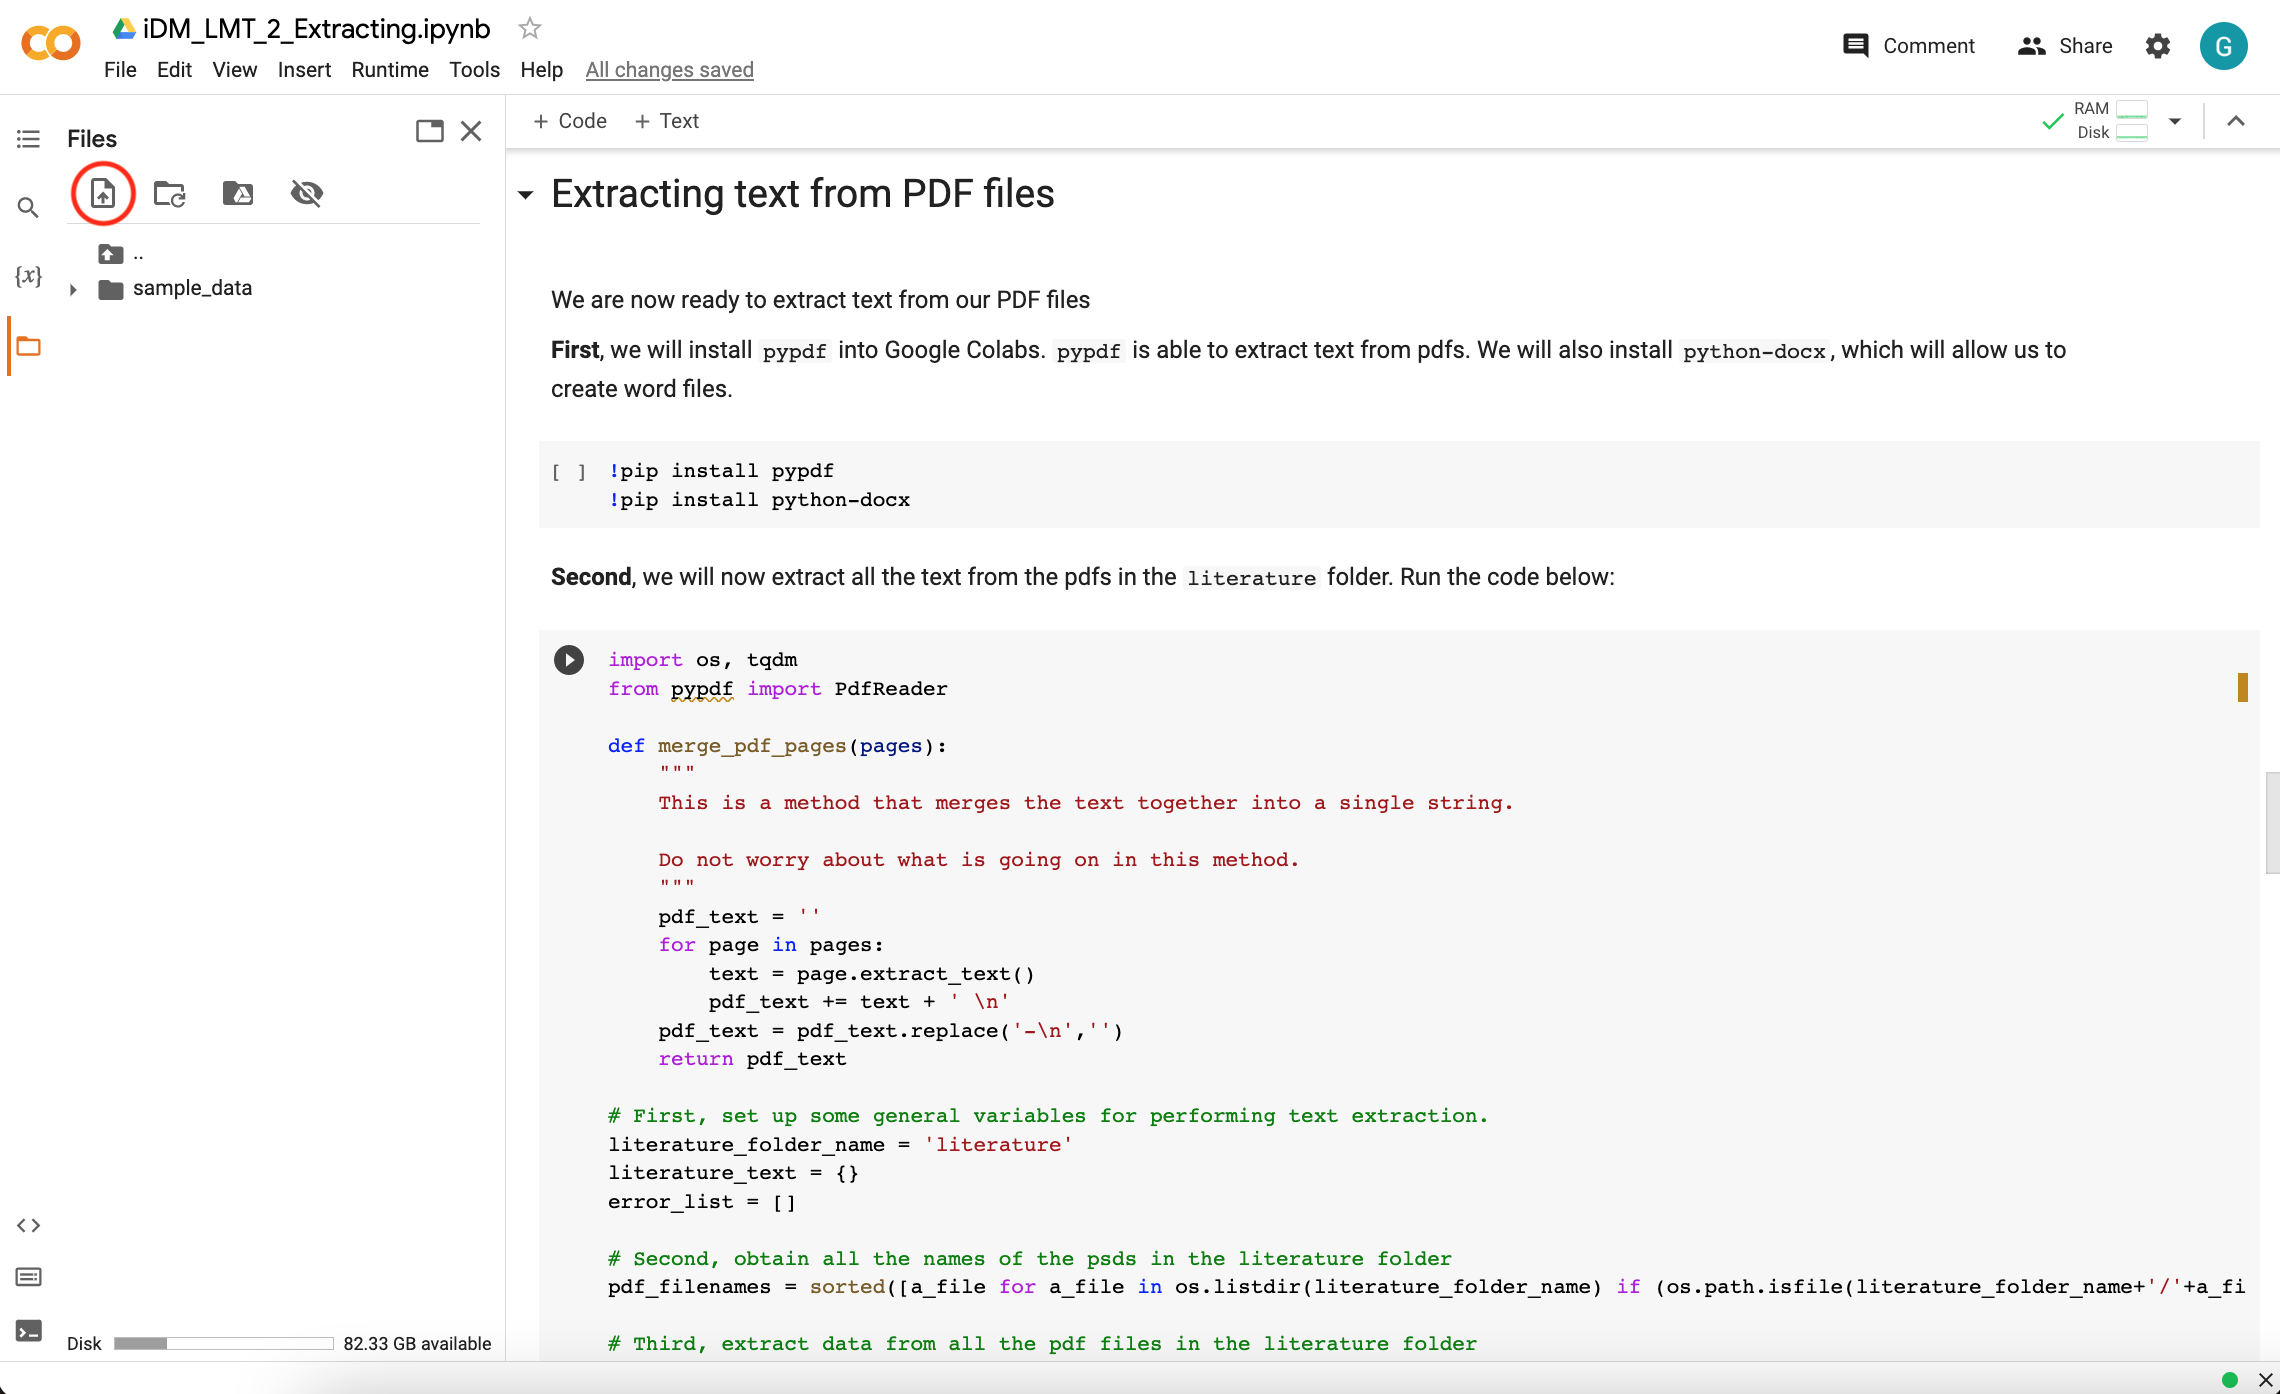 iDM_LMT_2_Extracting.ipynb
File Edit View Insert Runtime Tools Help All changes saved
Comment Share G
Files
+ Code + Text
RAM
Disk
{x}
..
sample_data
Extracting text from PDF files
We are now ready to extract text from our PDF files
First, we will install pypdf into Google Colabs. pypdf is able to extract text from pdfs. We will also install python-docx, which will allow us to
create word files.
[ ] !pip install pypdf
!pip install python-docx
Second, we will now extract all the text from the pdfs in the literature folder. Run the code below:
import os, tqdm
from pypdf import PdfReader
def merge_pdf_pages(pages):
"""
This is a method that merges the text together into a single string.
Do not worry about what is going on in this method.
"""
pdf_text = ''
for page in pages:
text = page.extract_text()
pdf_text += text + ' \n'
pdf_text = pdf_text.replace('-\n','')
return pdf_text
# First, set up some general variables for performing text extraction.
literature_folder_name = 'literature'
literature_text = {}
error_list = []
# Second, obtain all the names of the psds in the literature folder
pdf_filenames = sorted([a_file for a_file in os.listdir(literature_folder_name) if (os.path.isfile(literature_folder_name+'/'+a_fi
# Third, extract data from all the pdf files in the literature folder
Disk 82.33 GB available